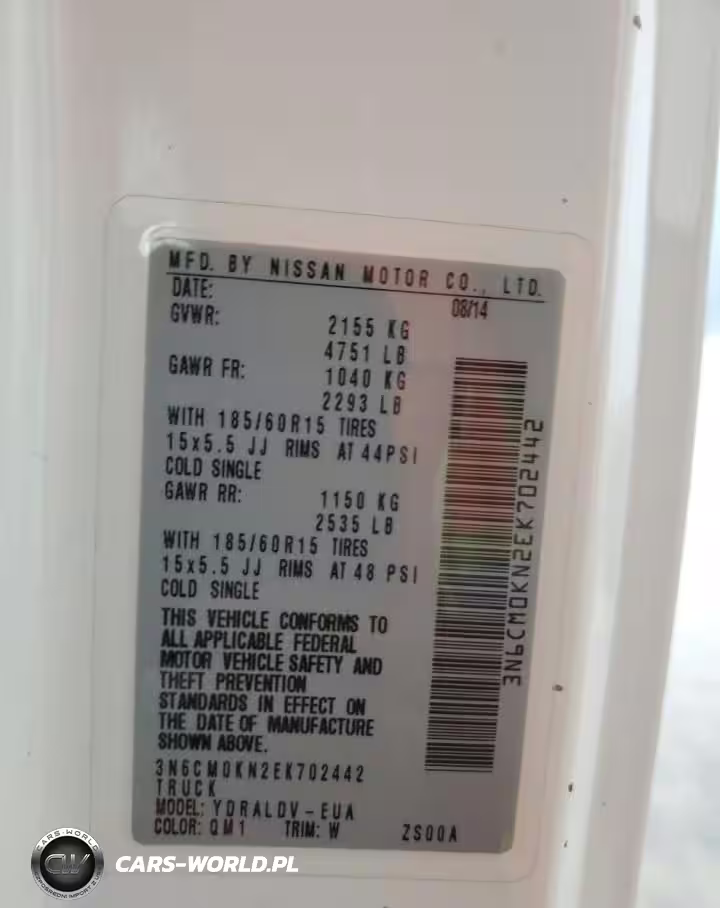 MFD. BY NISSAN MOTOR CO., LTD.
DATE: 08/14
GVWR: 2155 KG
4751 LB
GAWR FR: 1040 KG
2293 LB
WITH 185/60R15 TIRES
15x5.5 JJ RIMS AT 44PSI
COLD SINGLE
GAWR RR: 1150 KG
2535 LB
WITH 185/60R15 TIRES
15x5.5 JJ RIMS AT 48 PSI
COLD SINGLE
THIS VEHICLE CONFORMS TO
ALL APPLICABLE FEDERAL
MOTOR VEHICLE SAFETY AND
THEFT PREVENTION
STANDARDS IN EFFECT ON
THE DATE OF MANUFACTURE
SHOWN ABOVE.
3N6CM0KN2EK702442
TRUCK
MODEL: YDRALDV-EUA
COLOR: QM1 TRIM: W ZS00A
3N6CM0KN2EK702442
CARS-WORLD
CW
CARS-WORLD.PL